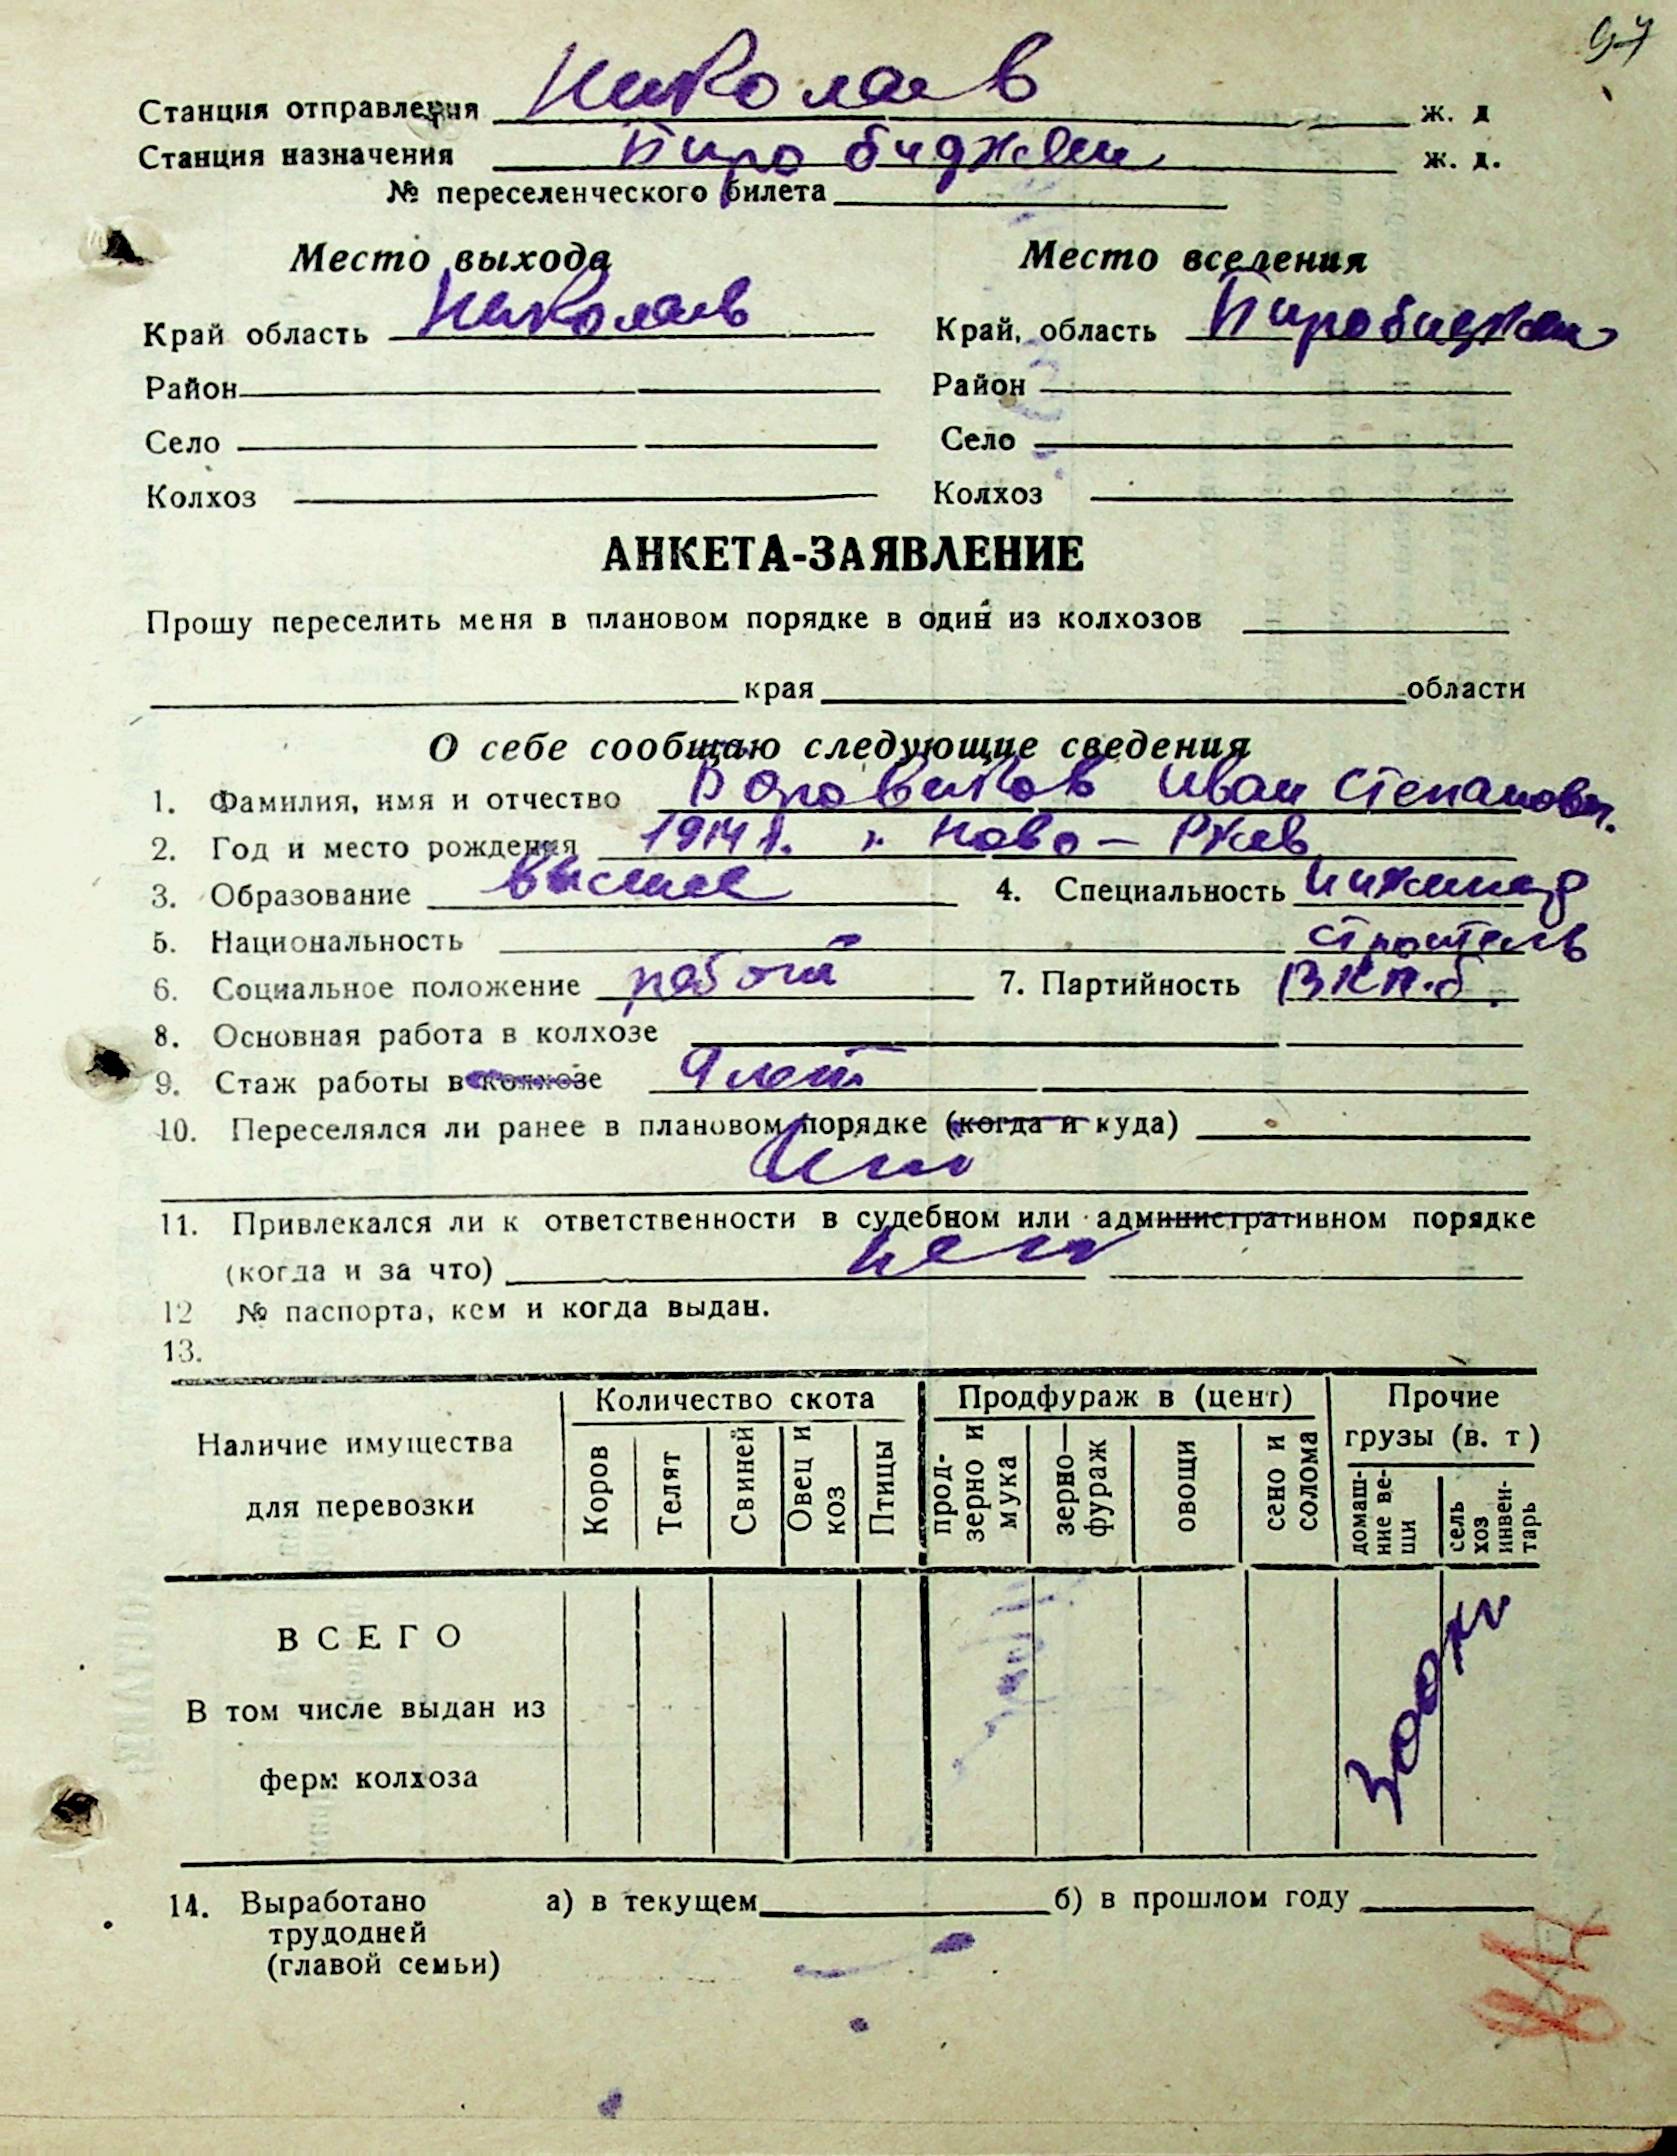 97
Станция отправления Николаев ж. д
Станция назначения Биробиджан ж. д.
№ переселенческого билета
Место выхода Место вселения
Край область Николаев Край, область Биробиджан
Район Район
Село Село
Колхоз Колхоз
АНКЕТА-ЗАЯВЛЕНИЕ
Прошу переселить меня в плановом порядке в один из колхозов
края области
О себе сообщаю следующие сведения
1. Фамилия, имя и отчество Боровиков Иван Степанович.
2. Год и место рождения 1914 г. г. Ново-Ржев
3. Образование высшее 4. Специальность инженер
5. Национальность строитель
6. Социальное положение рабочий 7. Партийность ВКП.б.
8. Основная работа в колхозе
9. Стаж работы в колхозе 9 лет
10. Переселялся ли ранее в плановом порядке (когда и куда)
Нет
11. Привлекался ли к ответственности в судебном или административном порядке
(когда и за что) нет
12 № паспорта, кем и когда выдан.
13.
Наличие имущества для перевозки
Количество скота Продфураж в (цент) Прочие грузы (в. т)
Коров Телят Свиней Овец и коз Птицы прод-зерно и мука зерно—фураж овощи сено и солома домаш-ние ве-щи сель хоз инвен-тарь
ВСЕГО
300 кг
В том числе выдан из
ферм колхоза
14. Выработано а) в текущем б) в прошлом году
трудодней
(главой семьи)